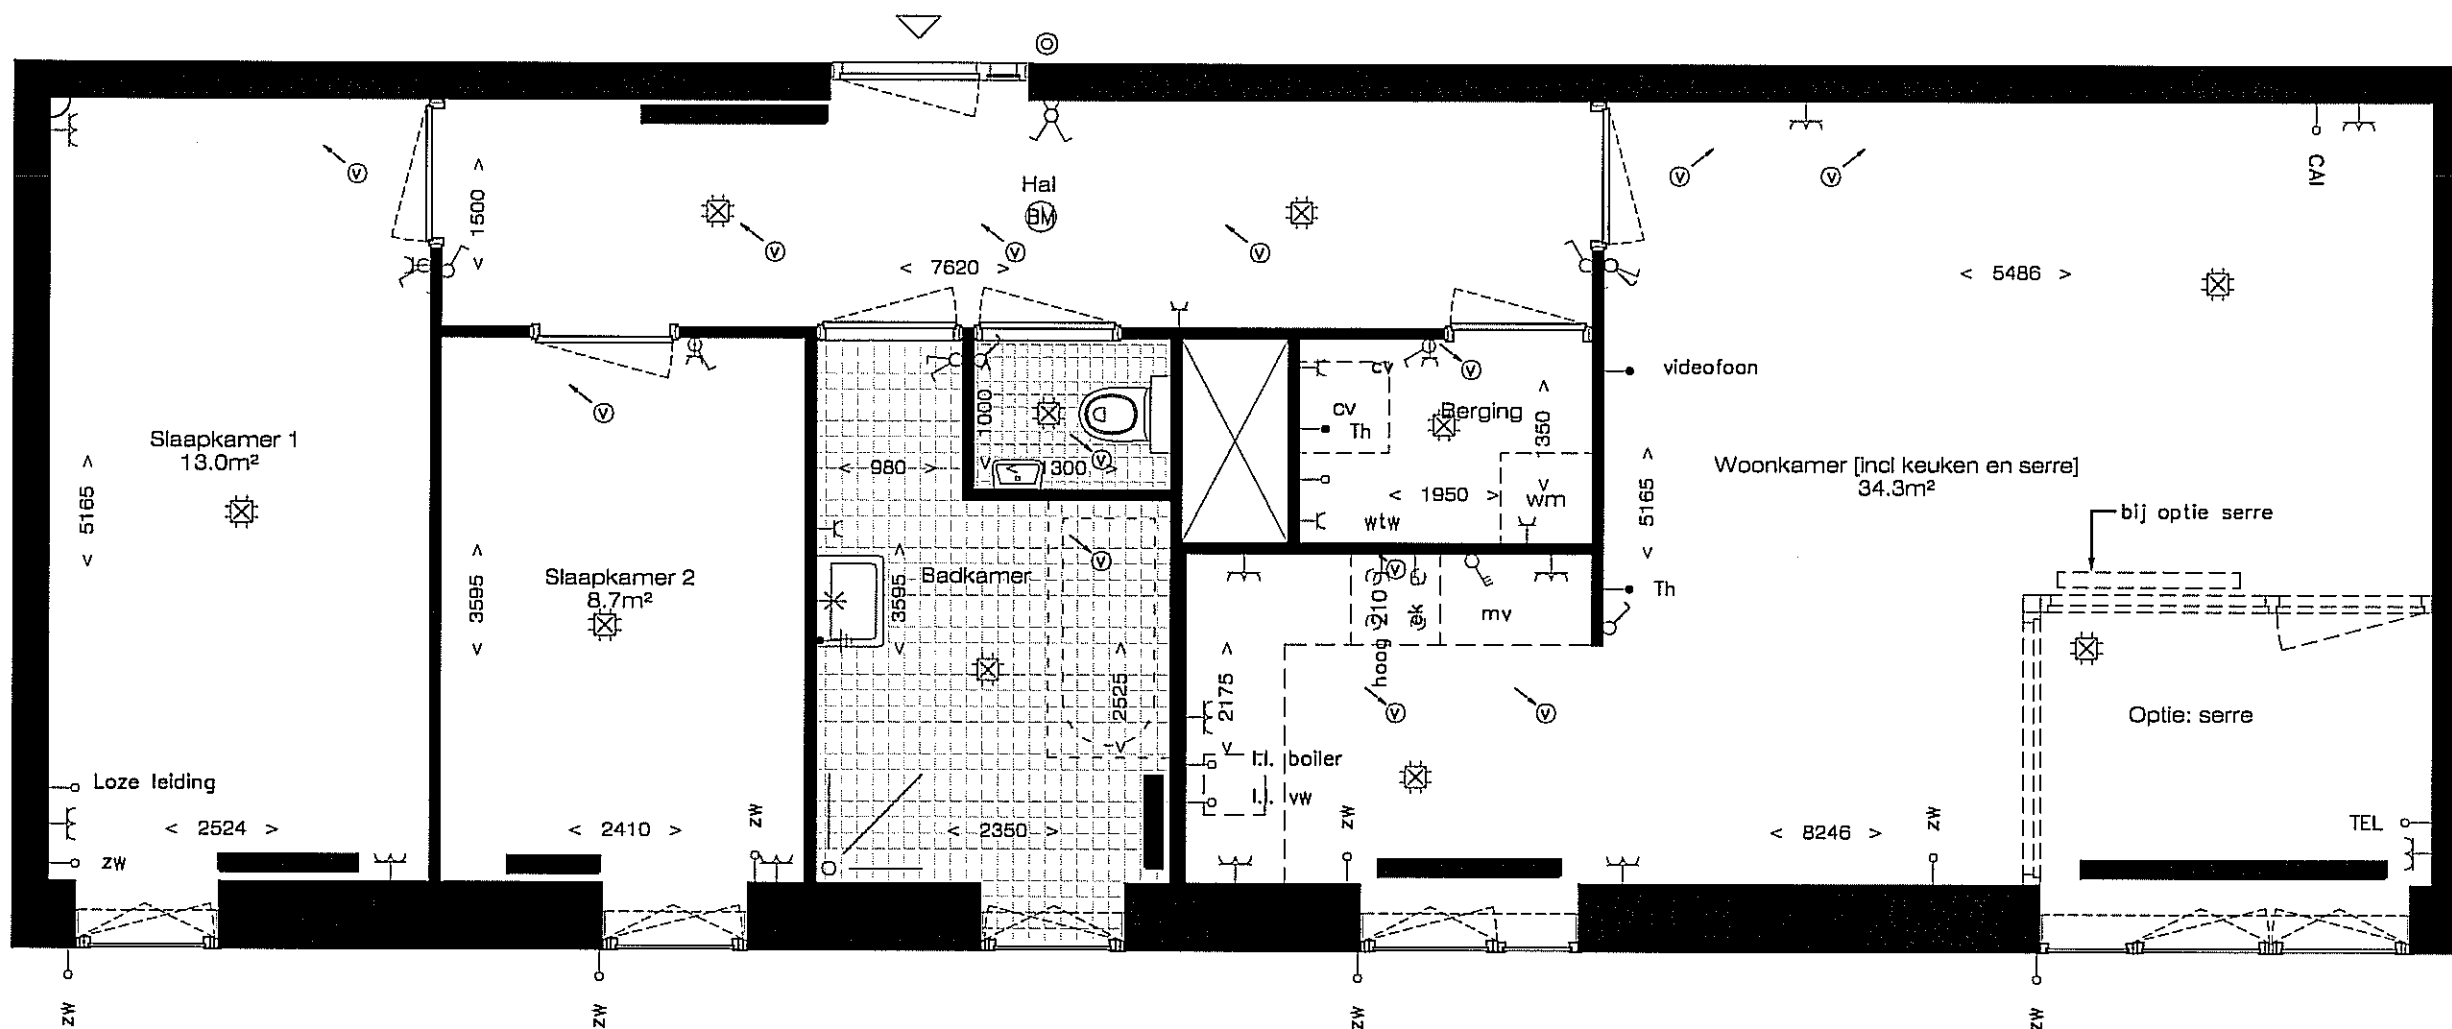 Hal
BM
V
V
V
V
V
V
CAI
< 1500 >
< 7620 >
< 5486 >
videofoon
V
V
cv
cv
Th
Berging
Slaapkamer 1
13.0m²
< 5165 >
< 1000
V
< 980 >
< 1300 >
< 350 >
< 1950 >
wm
wtw
Woonkamer [incl keuken en serre]
34.3m²
< 5165 >
bij optie serre
Slaapkamer 2
8.7m²
< 3595 >
Badkamer
< 3595 >
V
V
hoog 210
mv
Th
< 2525 >
< 2175 >
V
V
Optie: serre
Loze leiding
l.l. boiler
l.l. vw
< 2524 >
< 2410 >
zw
< 2350 >
zw
< 8246 >
zw
TEL
zw
zw
zw
zw
zw